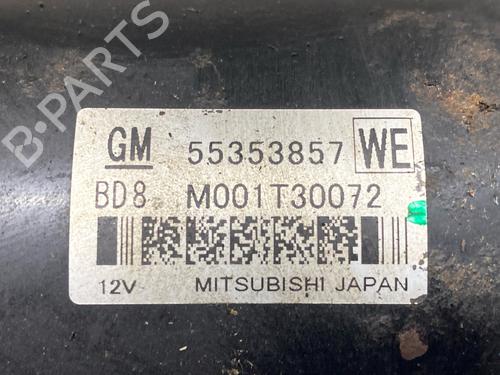 B-PARTS
GM 55353857 WE
BD8 M001T30072
12V MITSUBISHI JAPAN